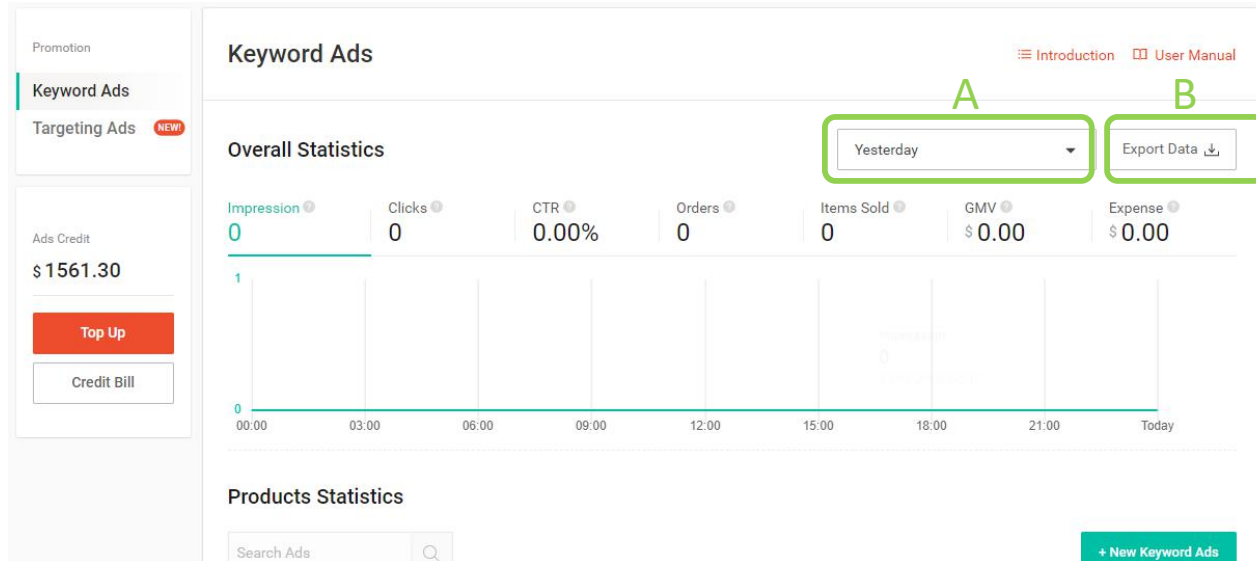 Promotion
Keyword Ads
Targeting Ads NEW!
Ads Credit
$ 1561.30
Top Up
Credit Bill
Keyword Ads
Introduction User Manual
A B
Overall Statistics Yesterday Export Data
Impression Clicks CTR Orders Items Sold GMV Expense
0 0 0.00% 0 0 $ 0.00 $ 0.00
1
0
00:00 03:00 06:00 09:00 12:00 15:00 18:00 21:00 Today
Products Statistics
Search Ads + New Keyword Ads